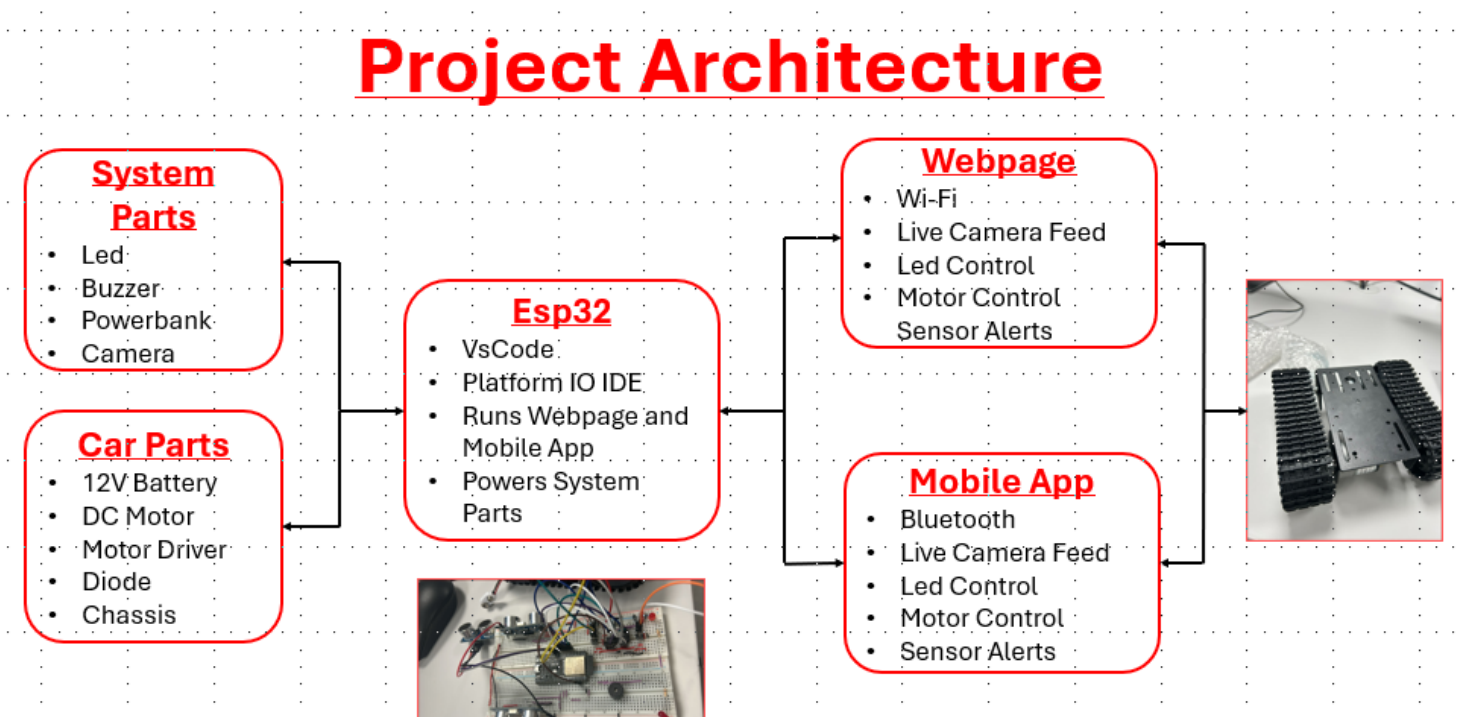 Project Architecture
System
Parts
• Led
• Buzzer
• Powerbank
• Camera
Car Parts
• 12V Battery
• DC Motor
• Motor Driver
• Diode
• Chassis
Esp32
• VsCode
• Platform IO IDE
• Runs Webpage and
Mobile App
• Powers System
Parts
Webpage
• Wi-Fi
• Live Camera Feed
• Led Control
• Motor Control
Sensor Alerts
Mobile App
• Bluetooth
• Live Camera Feed
• Led Control
• Motor Control
• Sensor Alerts